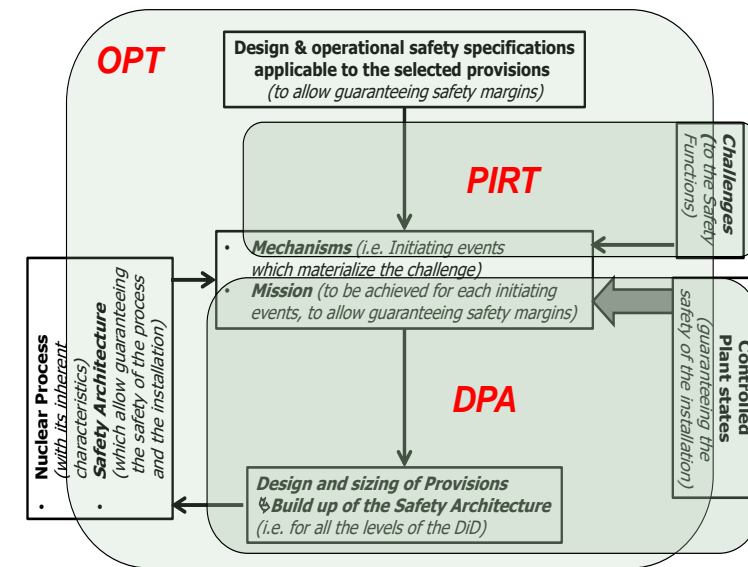 OPT
Design & operational safety specifications
applicable to the selected provisions
(to allow guaranteeing safety margins)
PIRT
Challenges
(to the Safety
Functions)
• Mechanisms (i.e. Initiating events
which materialize the challenge)
• Mission (to be achieved for each initiating
events, to allow guaranteeing safety margins)
• Nuclear Process
(with its inherent
characteristics)
• Safety Architecture
(which allow guaranteeing
the safety of the process
and the installation)
Controlled
Plant states
(guaranteeing the
safety of the installation)
DPA
Design and sizing of Provisions
Build up of the Safety Architecture
(i.e. for all the levels of the DiD)